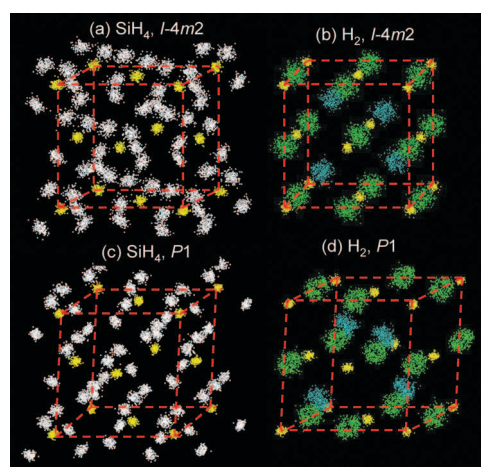 (a) SiH₄, I-4m2
(b) H₂, I-4m2
(c) SiH₄, P1
(d) H₂, P1